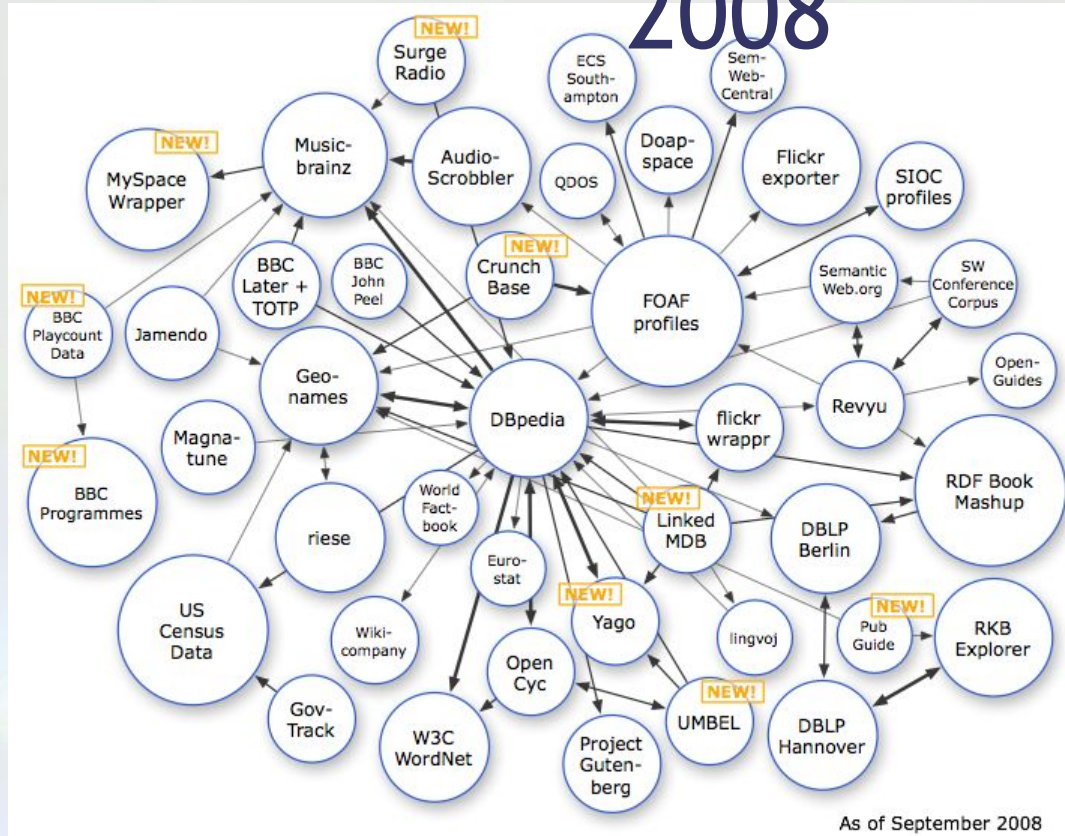 2008
NEW!
Surge
Radio
ECS
South-
ampton
Sem-
Web-
Central
NEW!
MySpace
Wrapper
Music-
brainz
Audio-
Scrobbler
QDOS
Doap-
space
Flickr
exporter
SIOC
profiles
NEW!
BBC
Playcount
Data
Jamendo
BBC
Later +
TOTP
BBC
John
Peel
NEW!
Crunch
Base
FOAF
profiles
Semantic
Web.org
SW
Conference
Corpus
Open-
Guides
Geo-
names
DBpedia
flickr
wrappr
Revyu
Magna-
tune
NEW!
BBC
Programmes
World
Fact-
book
riese
Euro-
stat
NEW!
Linked
MDB
DBLP
Berlin
RDF Book
Mashup
US
Census
Data
Wiki-
company
NEW!
Yago
lingvoj
NEW!
Pub
Guide
RKB
Explorer
Gov-
Track
W3C
WordNet
Open
Cyc
Project
Guten-
berg
NEW!
UMBEL
DBLP
Hannover
As of September 2008